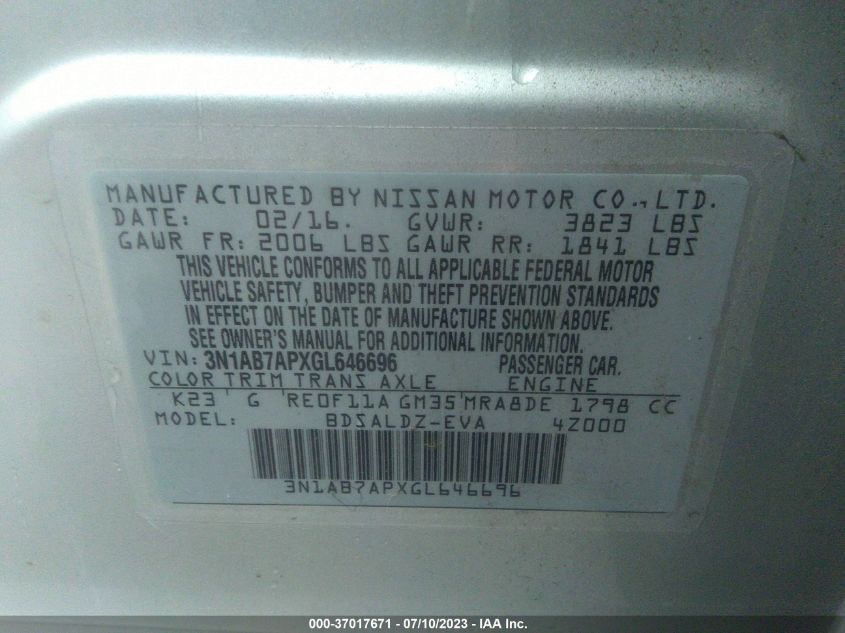 MANUFACTURED BY NISSAN MOTOR CO., LTD.
DATE: 02/16. GVWR: 3823 LBS
GAWR FR: 2006 LBS GAWR RR: 1841 LBS
THIS VEHICLE CONFORMS TO ALL APPLICABLE FEDERAL MOTOR
VEHICLE SAFETY, BUMPER AND THEFT PREVENTION STANDARDS
IN EFFECT ON THE DATE OF MANUFACTURE SHOWN ABOVE.
SEE OWNER'S MANUAL FOR ADDITIONAL INFORMATION.
VIN: 3N1AB7APXGL646696 PASSENGER CAR.
COLOR TRIM TRANS AXLE ENGINE
K23 G RE0F11A GM35 MRA8DE 1798 CC
MODEL: BDSALDZ-EVA 4Z000
3N1AB7APXGL646696
000-37017671 - 07/10/2023 - IAA Inc.